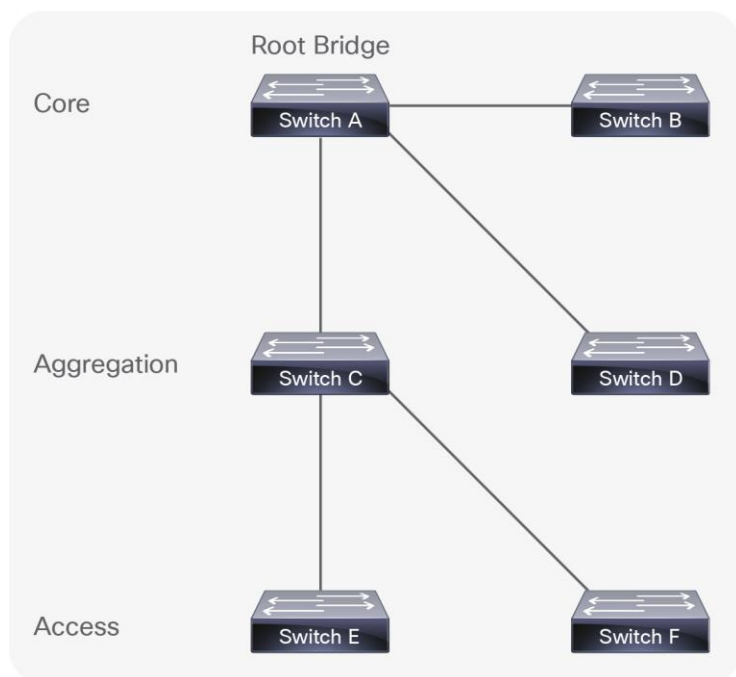 Root Bridge
Core
Switch A
Switch B
Aggregation
Switch C
Switch D
Access
Switch E
Switch F